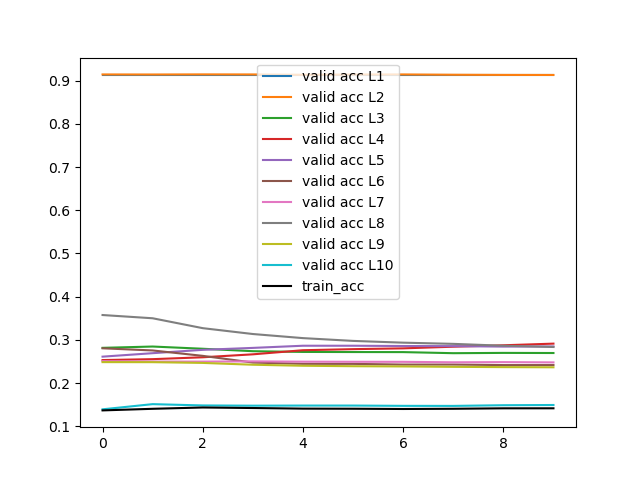 0.9
0.8
0.7
0.6
0.5
0.4
0.3
0.2
0.1
0 2 4 6 8
valid acc L1
valid acc L2
valid acc L3
valid acc L4
valid acc L5
valid acc L6
valid acc L7
valid acc L8
valid acc L9
valid acc L10
train_acc